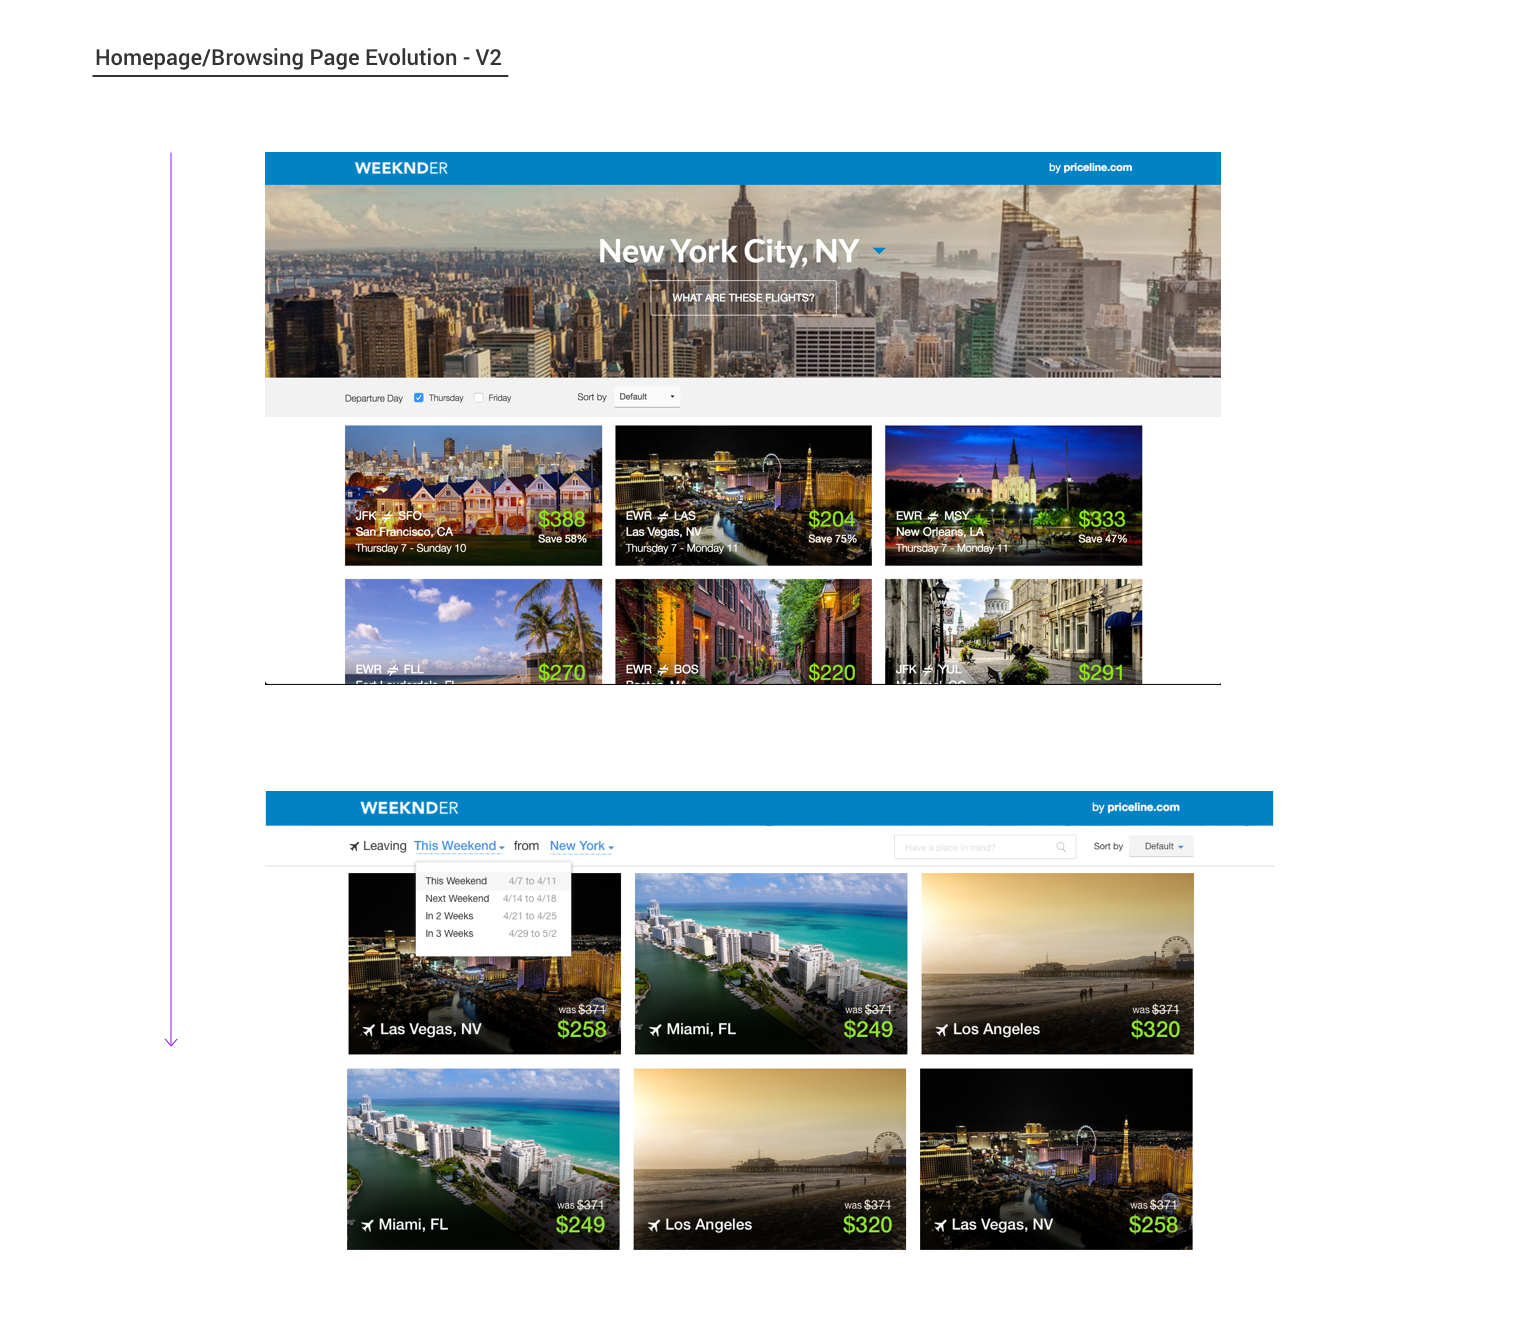 Homepage/Browsing Page Evolution - V2
WEEKNDER
by priceline.com
New York City, NY
WHAT ARE THESE FLIGHTS?
Departure Day Thursday Friday Sort by Default
JFK SFO
San Francisco, CA
Thursday 7 - Sunday 10
$388
Save 58%
EWR LAS
Las Vegas, NV
Thursday 7 - Monday 11
$204
Save 75%
EWR MSY
New Orleans, LA
Thursday 7 - Monday 11
$333
Save 47%
EWR FLL
$270
EWR BOS
$220
JFK YUL
$291
WEEKNDER
by priceline.com
Leaving This Weekend from New York
Have a place in mind?
Sort by Default
This Weekend 4/7 to 4/11
Next Weekend 4/14 to 4/18
In 2 Weeks 4/21 to 4/25
In 3 Weeks 4/29 to 5/2
Las Vegas, NV
was $371
$258
Miami, FL
was $371
$249
Los Angeles
was $371
$320
Miami, FL
was $371
$249
Los Angeles
was $371
$320
Las Vegas, NV
was $371
$258